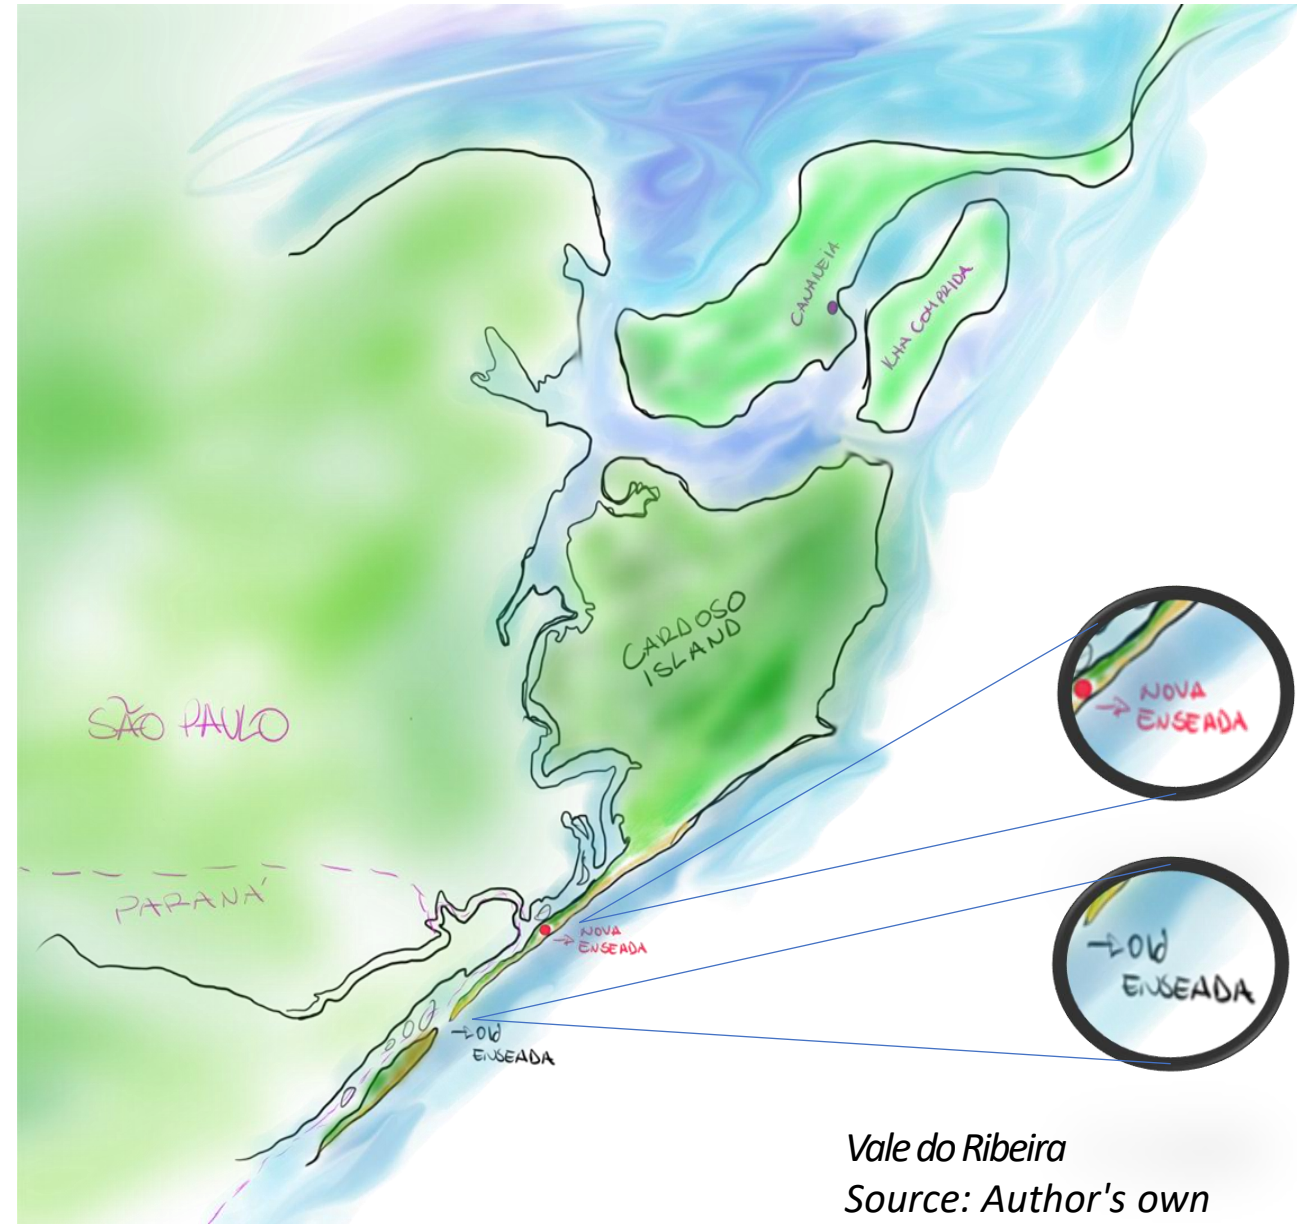 CANANEIA
ILHA COMPRIDA
CARDOSO
ISLAND
SÃO PAULO
PARANÁ
NOVA
ENSEADA
NOVA
ENSEADA
Old
ENSEADA
Old
ENSEADA
Vale do Ribeira
Source: Author's own